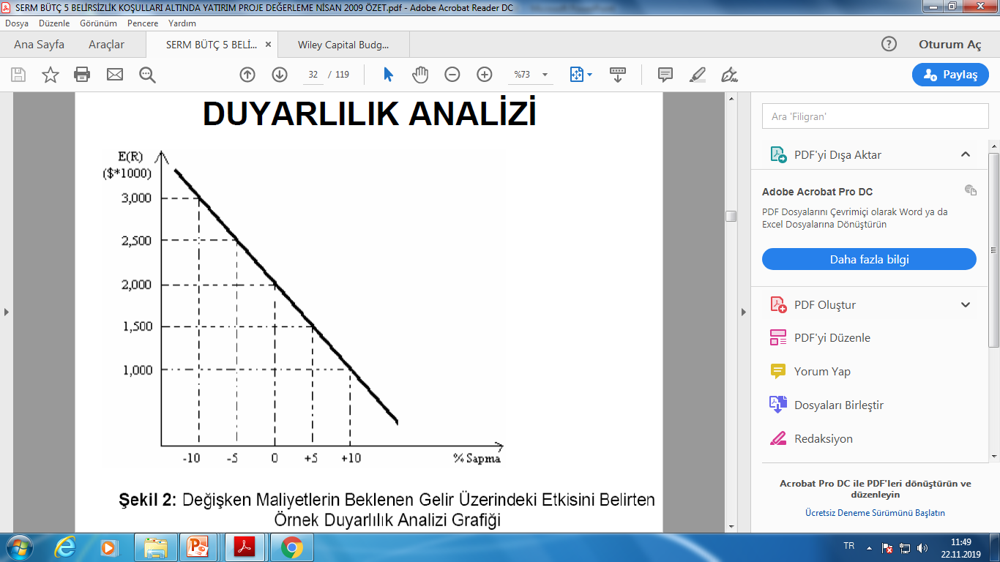 SERM BÜTÇ 5 BELİRSİZLİK KOŞULLARI ALTINDA YATIRIM PROJE DEĞERLEME NİSAN 2009 ÖZET.pdf - Adobe Acrobat Reader DC
Dosya Düzenle Görünüm Pencere Yardım
Ana Sayfa Araçlar SERM BÜTÇ 5 BELİ... × Wiley Capital Budg... Oturum Aç
32 / 119 %73 Paylaş
DUYARLILIK ANALİZİ
E(R)
($*1000)
3,000
2,500
2,000
1,500
1,000
-10 -5 0 +5 +10 % Sapma
Şekil 2: Değişken Maliyetlerin Beklenen Gelir Üzerindeki Etkisini Belirten
Örnek Duyarlılık Analizi Grafiği
Ara 'Filigran'
PDF'yi Dışa Aktar
Adobe Acrobat Pro DC
PDF Dosyalarını Çevrimiçi olarak Word ya da
Excel Dosyalarına Dönüştürün
Daha fazla bilgi
PDF Oluştur
PDF'yi Düzenle
Yorum Yap
Dosyaları Birleştir
Redaksiyon
Acrobat Pro DC ile PDF'leri dönüştürün ve
düzenleyin
Ücretsiz Deneme Sürümünü Başlatın
TR 11:49
22.11.2019